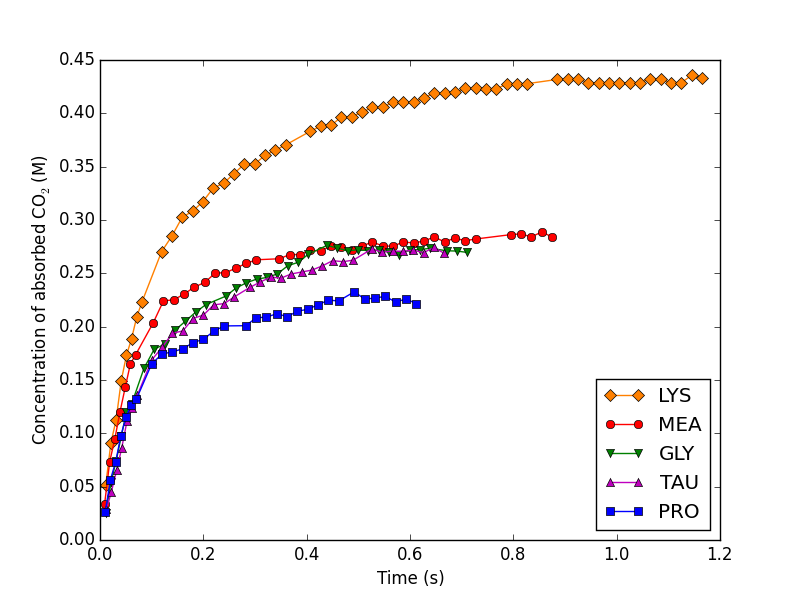 0.45
0.40
0.35
0.30
0.25
0.20
0.15
0.10
0.05
0.00
Concentration of absorbed CO₂ (M)
0.0 0.2 0.4 0.6 0.8 1.0 1.2
Time (s)
LYS
MEA
GLY
TAU
PRO